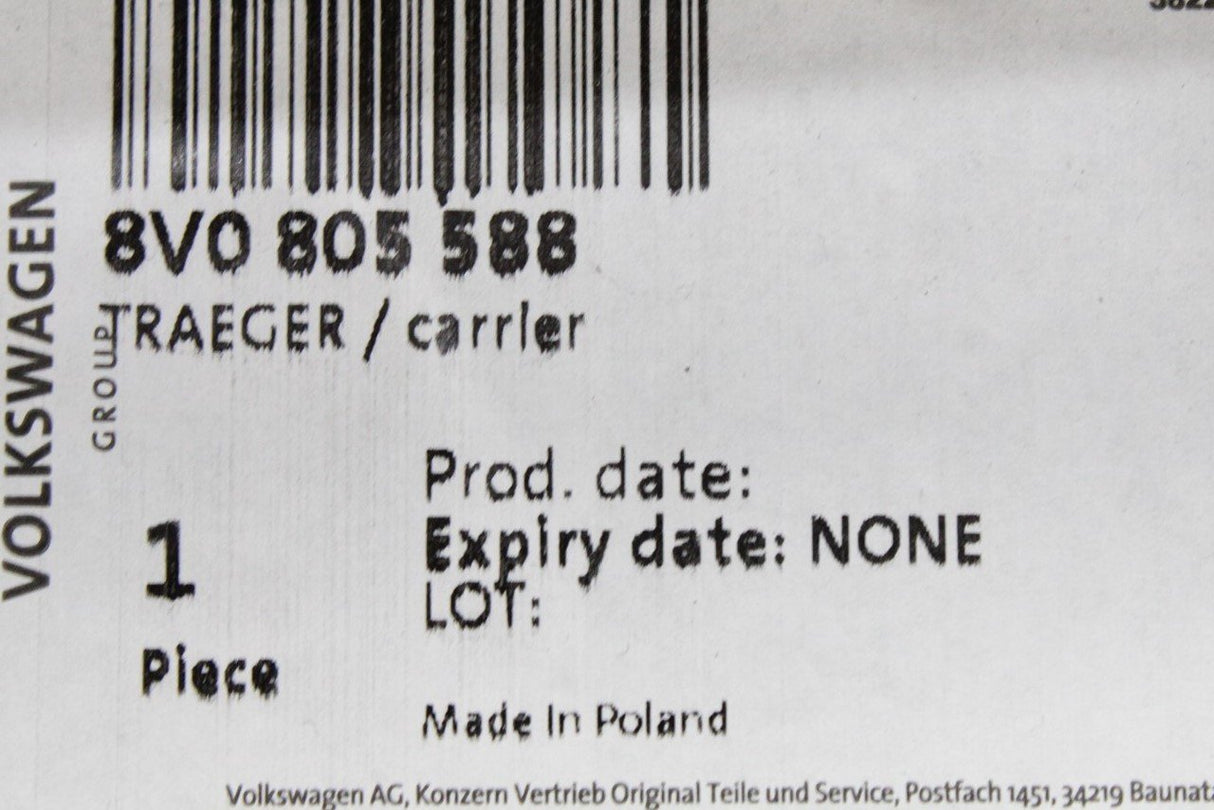 8V0 805 588
TRAEGER / carrier
VOLKSWAGEN
GROUP
Prod. date:
Expiry date: NONE
LOT:
1
Piece
Made In Poland
Volkswagen AG, Konzern Vertrieb Original Teile und Service, Postfach 1451, 34219